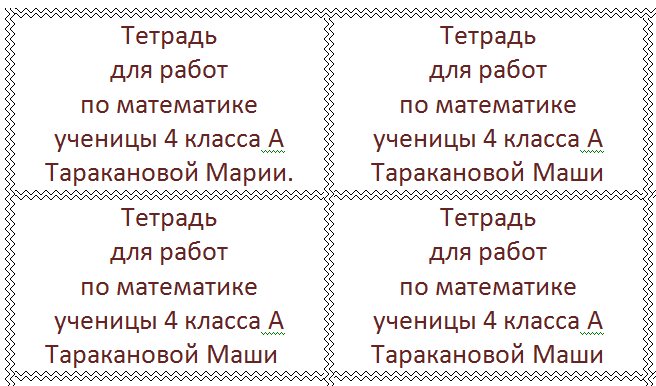 Тетрадь
для работ
по математике
ученицы 4 класса А
Таракановой Марии.
Тетрадь
для работ
по математике
ученицы 4 класса А
Таракановой Маши
Тетрадь
для работ
по математике
ученицы 4 класса А
Таракановой Маши
Тетрадь
для работ
по математике
ученицы 4 класса А
Таракановой Маши